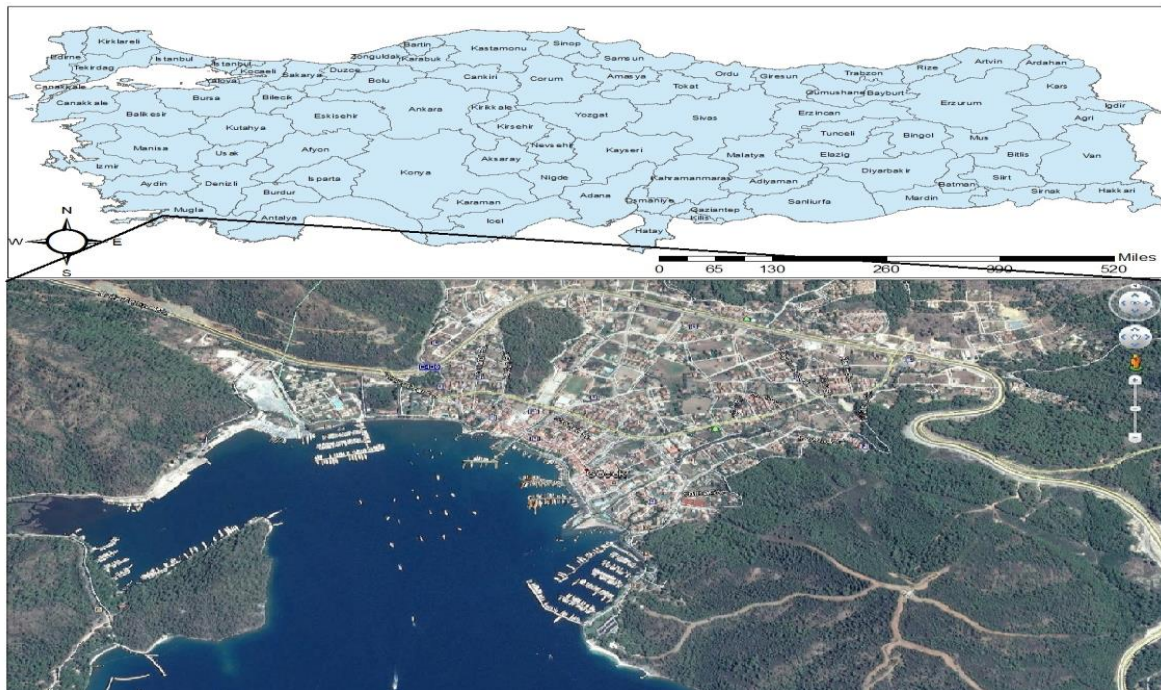 Kirklareli
Edirne
Tekirdag
Istanbul
Istanbul
Kocaeli
Yalova
Sakarya
Duzce
Zonguldak
Bartin
Karabuk
Kastamonu
Sinop
Samsun
Ordu
Giresun
Trabzon
Rize
Artvin
Ardahan
Kars
Igdir
Agri
Canakkale
Canakkale
Balikesir
Bursa
Bilecik
Bolu
Cankiri
Corum
Amasya
Tokat
Gumushane
Bayburt
Erzurum
Erzincan
Kutahya
Eskisehir
Ankara
Kirikkale
Yozgat
Sivas
Tunceli
Bingol
Mus
Manisa
Usak
Afyon
Kirsehir
Nevsehir
Kayseri
Malatya
Elazig
Bitlis
Van
Izmir
Aydin
Denizli
Isparta
Burdur
Konya
Aksaray
Nigde
Kahramanmaras
Adiyaman
Diyarbakir
Batman
Siirt
Sirnak
Hakkari
Mugla
Antalya
Karaman
Icel
Adana
Osmaniye
Gaziantep
Kilis
Sanliurfa
Mardin
Hatay
N
W E
S
Miles
0 65 130 260 390 520